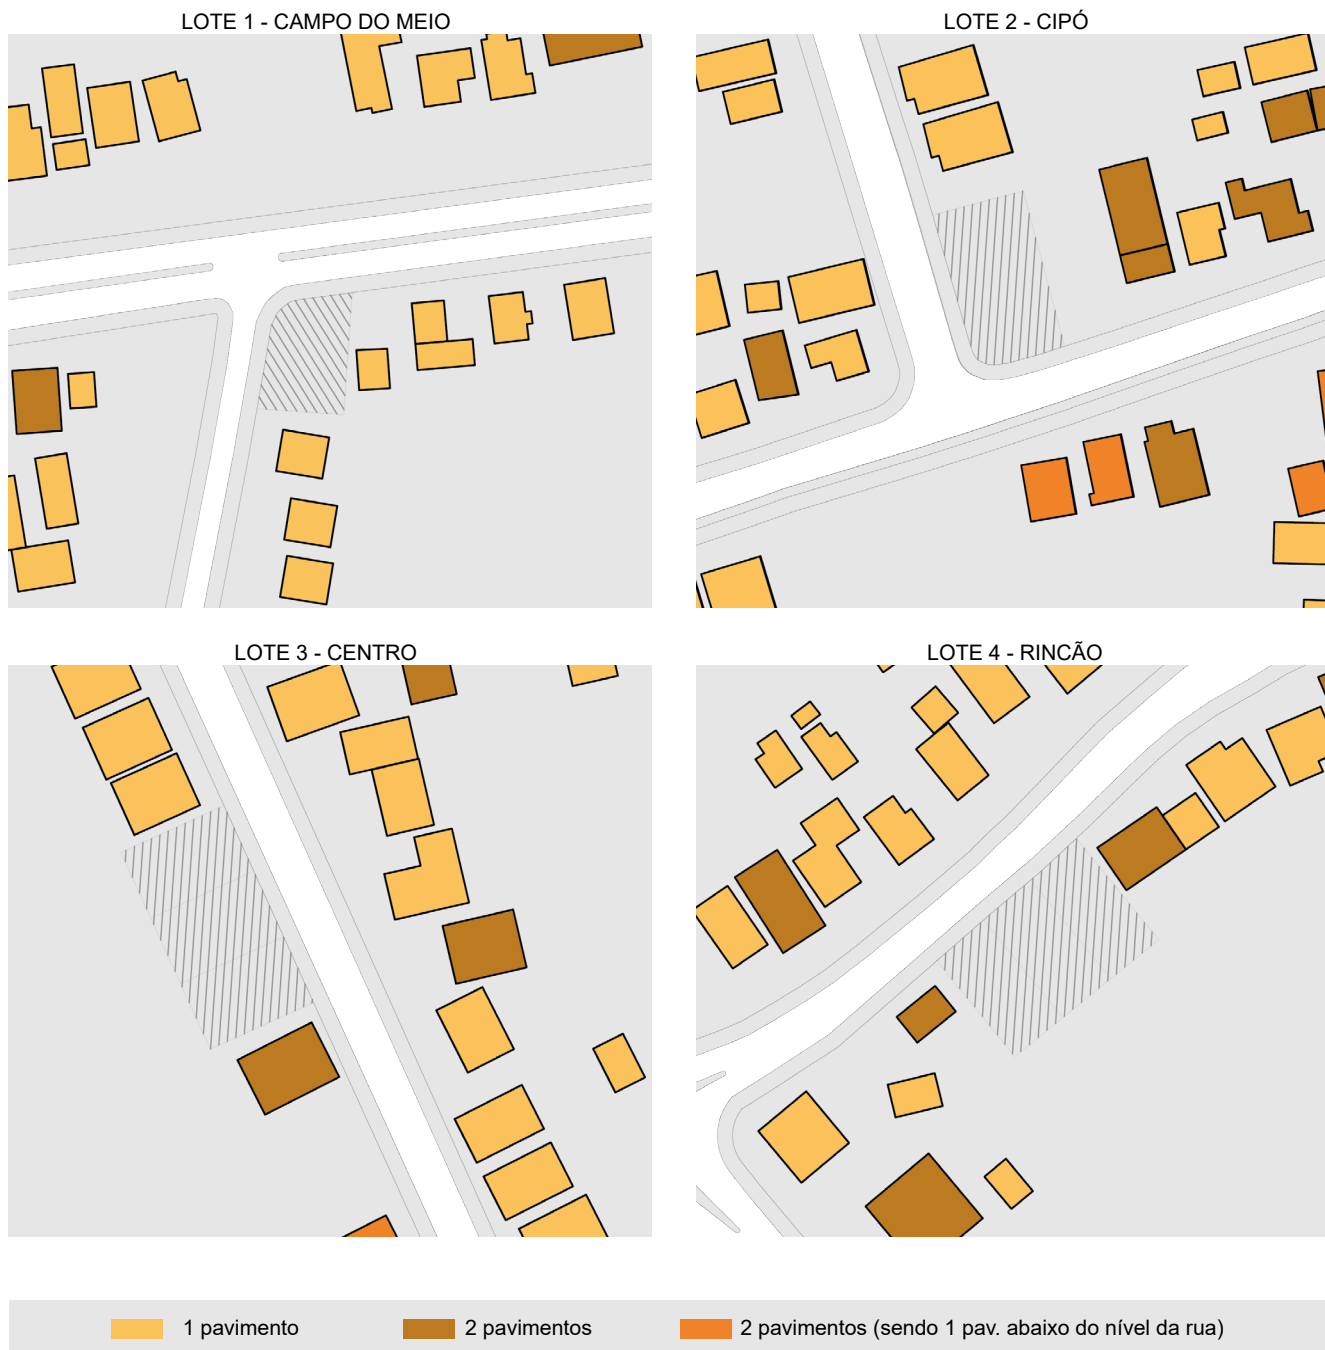 LOTE 1 - CAMPO DO MEIO
LOTE 2 - CIPÓ
LOTE 3 - CENTRO
LOTE 4 - RINCÃO
1 pavimento
2 pavimentos
2 pavimentos (sendo 1 pav. abaixo do nível da rua)